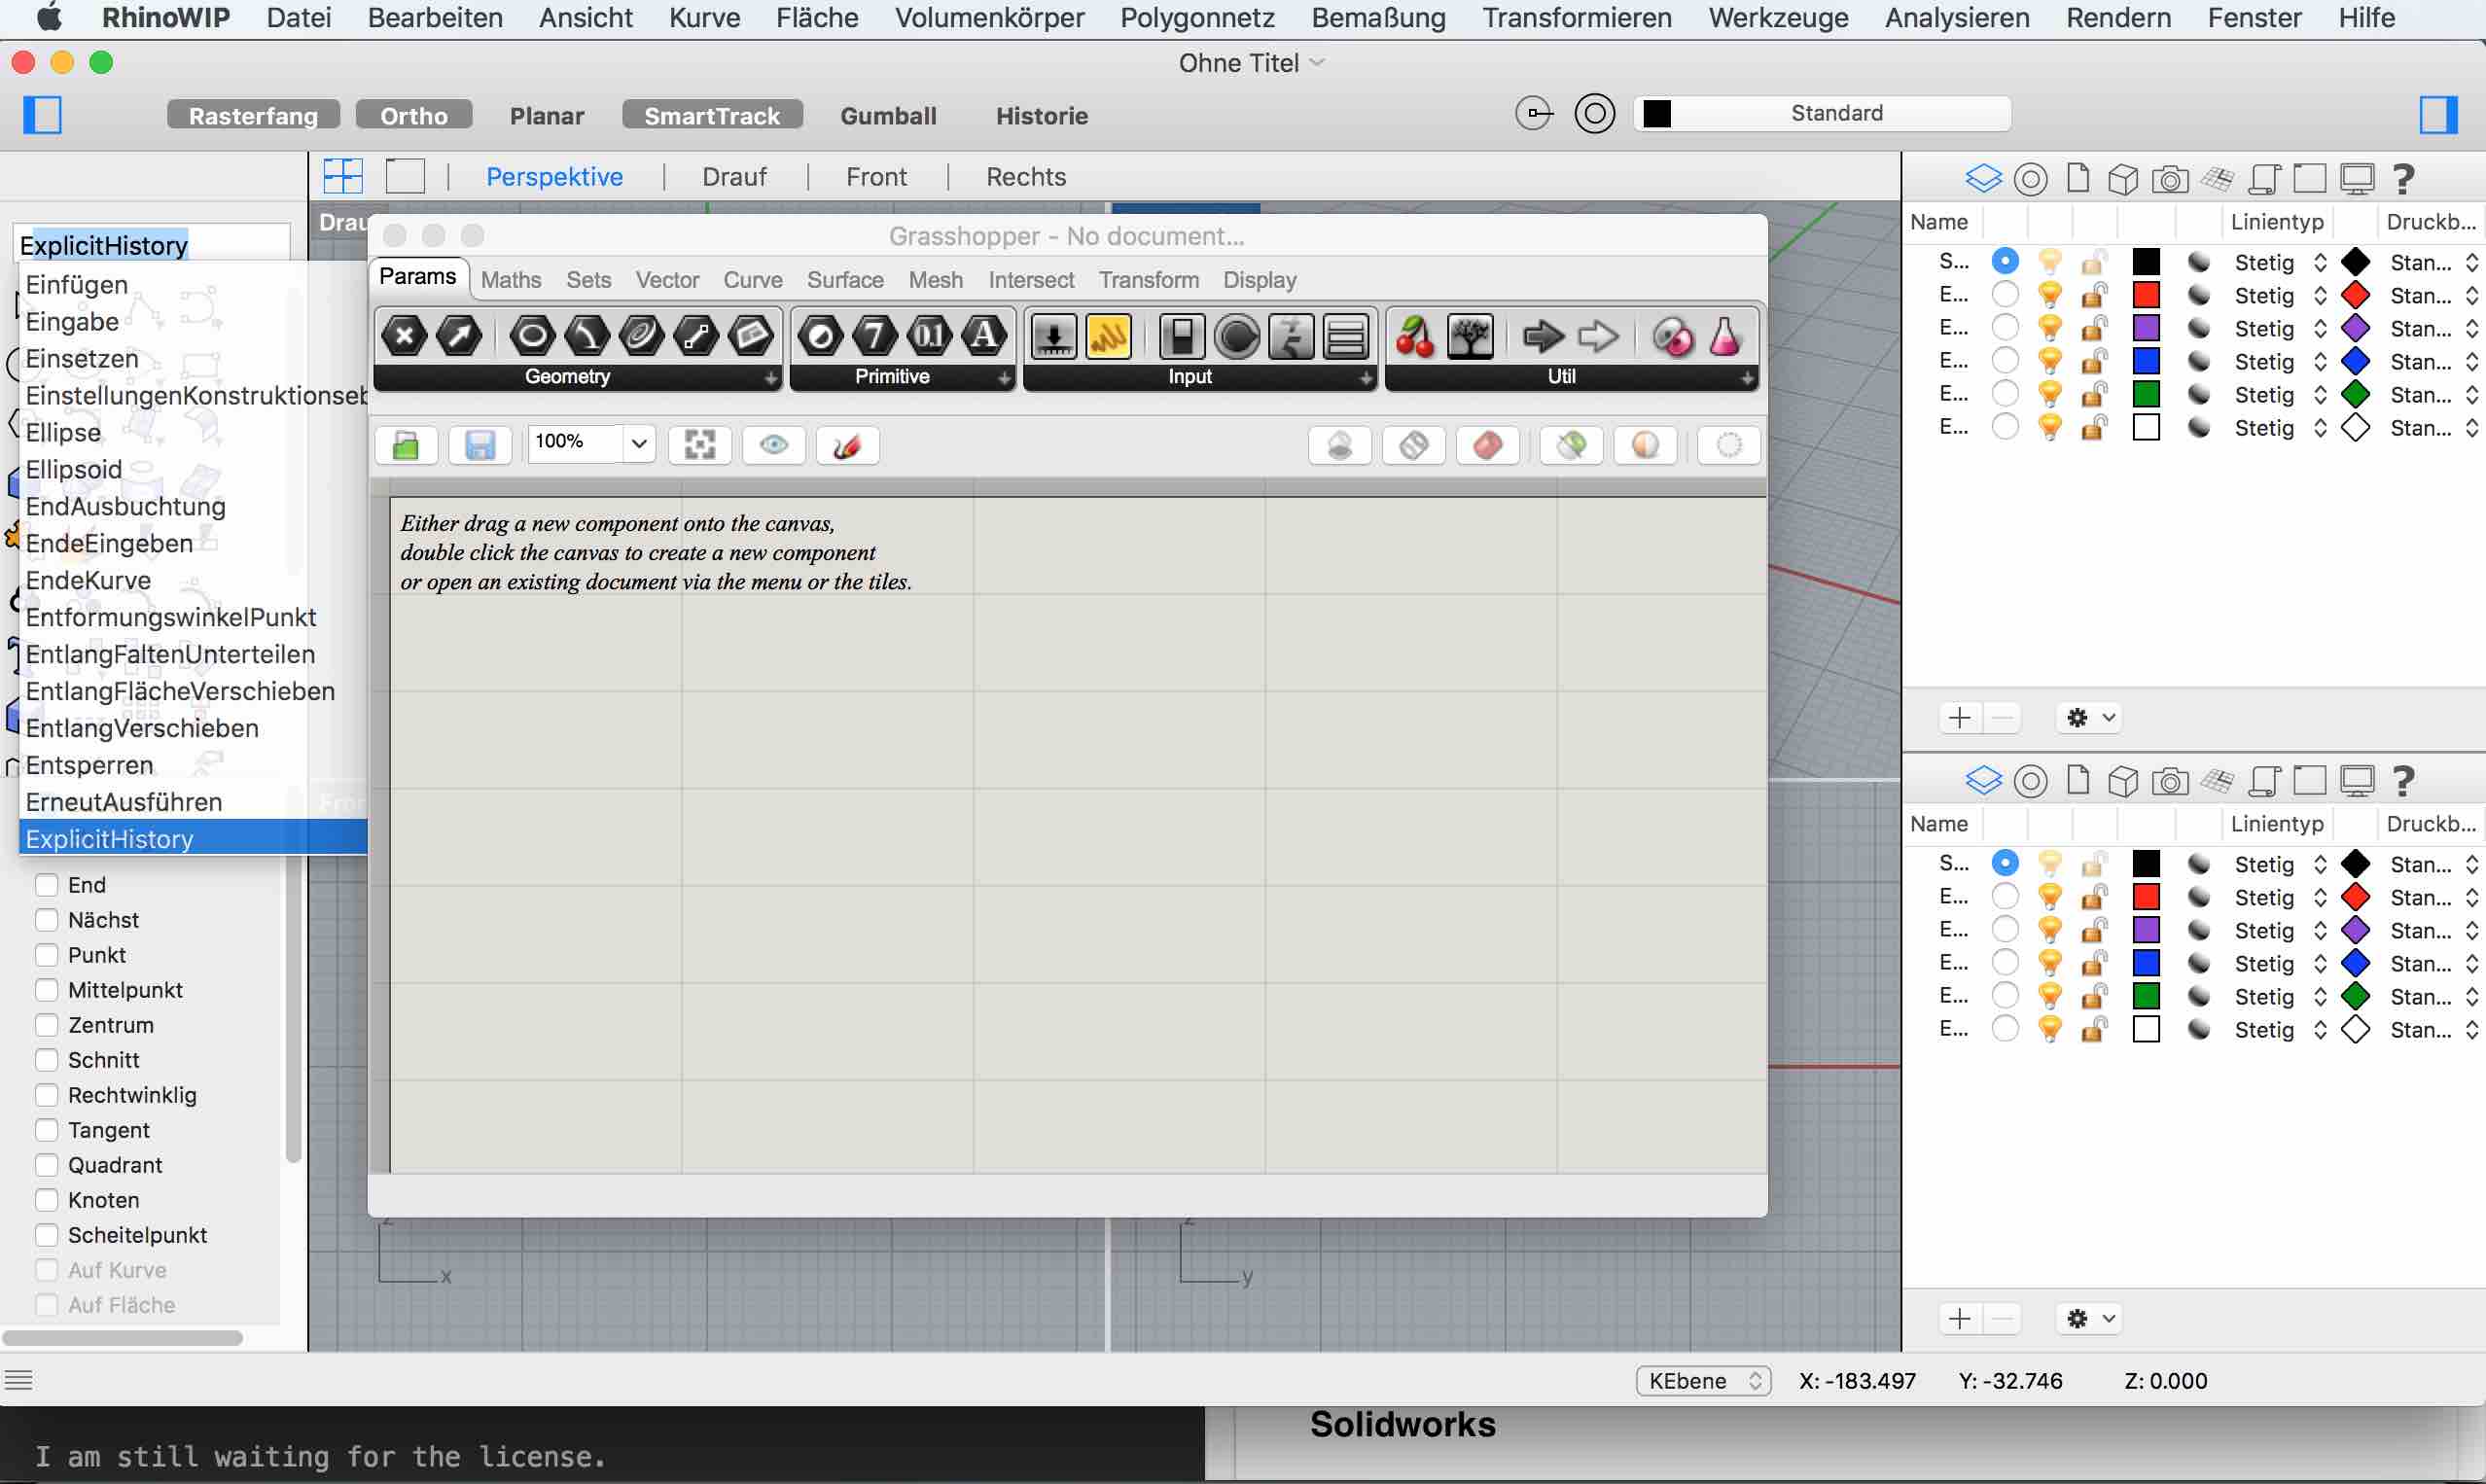 RhinoWIP Datei Bearbeiten Ansicht Kurve Fläche Volumenkörper Polygonnetz Bemaßung Transformieren Werkzeuge Analysieren Rendern Fenster Hilfe
Ohne Titel
Rasterfang Ortho Planar SmartTrack Gumball Historie Standard
Perspektive Drauf Front Rechts
ExplicitHistory
Einfügen
Eingabe
Einsetzen
EinstellungenKonstruktionseb
Ellipse
Ellipsoid
EndAusbuchtung
EndeEingeben
EndeKurve
EntformungswinkelPunkt
EntlangFaltenUnterteilen
EntlangFlächeVerschieben
EntlangVerschieben
Entsperren
ErneutAusführen
ExplicitHistory
End
Nächst
Punkt
Mittelpunkt
Zentrum
Schnitt
Rechtwinklig
Tangent
Quadrant
Knoten
Scheitelpunkt
Auf Kurve
Auf Fläche
Drau
Grasshopper - No document...
Params Maths Sets Vector Curve Surface Mesh Intersect Transform Display
7 0.1 A
Geometry Primitive Input Util
100%
Either drag a new component onto the canvas,
double click the canvas to create a new component
or open an existing document via the menu or the tiles.
z x
z y
?
Name Linientyp Druckb...
S... Stetig Stan...
E... Stetig Stan...
E... Stetig Stan...
E... Stetig Stan...
E... Stetig Stan...
E... Stetig Stan...
?
Name Linientyp Druckb...
S... Stetig Stan...
E... Stetig Stan...
E... Stetig Stan...
E... Stetig Stan...
E... Stetig Stan...
E... Stetig Stan...
KEbene X: -183.497 Y: -32.746 Z: 0.000
I am still waiting for the license.
Solidworks